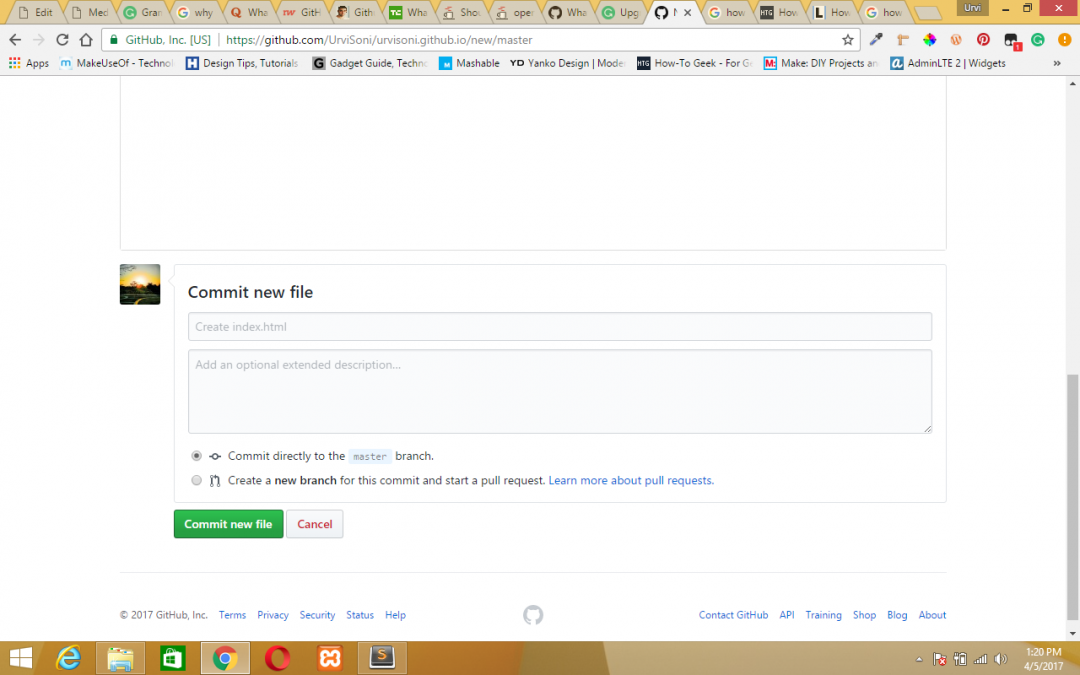 Edit Med Gran why Wha GitH Gith Wha Sho ope Wha Upg how How How how Urvi
GitHub, Inc. [US] https://github.com/UrviSoni/urvisoni.github.io/new/master
Apps MakeUseOf - Technol Design Tips, Tutorials Gadget Guide, Techno Mashable YD Yanko Design | Mode HTG How-To Geek - For G M: Make: DIY Projects an AdminLTE 2 | Widgets »
Commit new file
Create index.html
Add an optional extended description...
Commit directly to the master branch.
Create a new branch for this commit and start a pull request. Learn more about pull requests.
Commit new file Cancel
© 2017 GitHub, Inc. Terms Privacy Security Status Help Contact GitHub API Training Shop Blog About
1:20 PM
4/5/2017